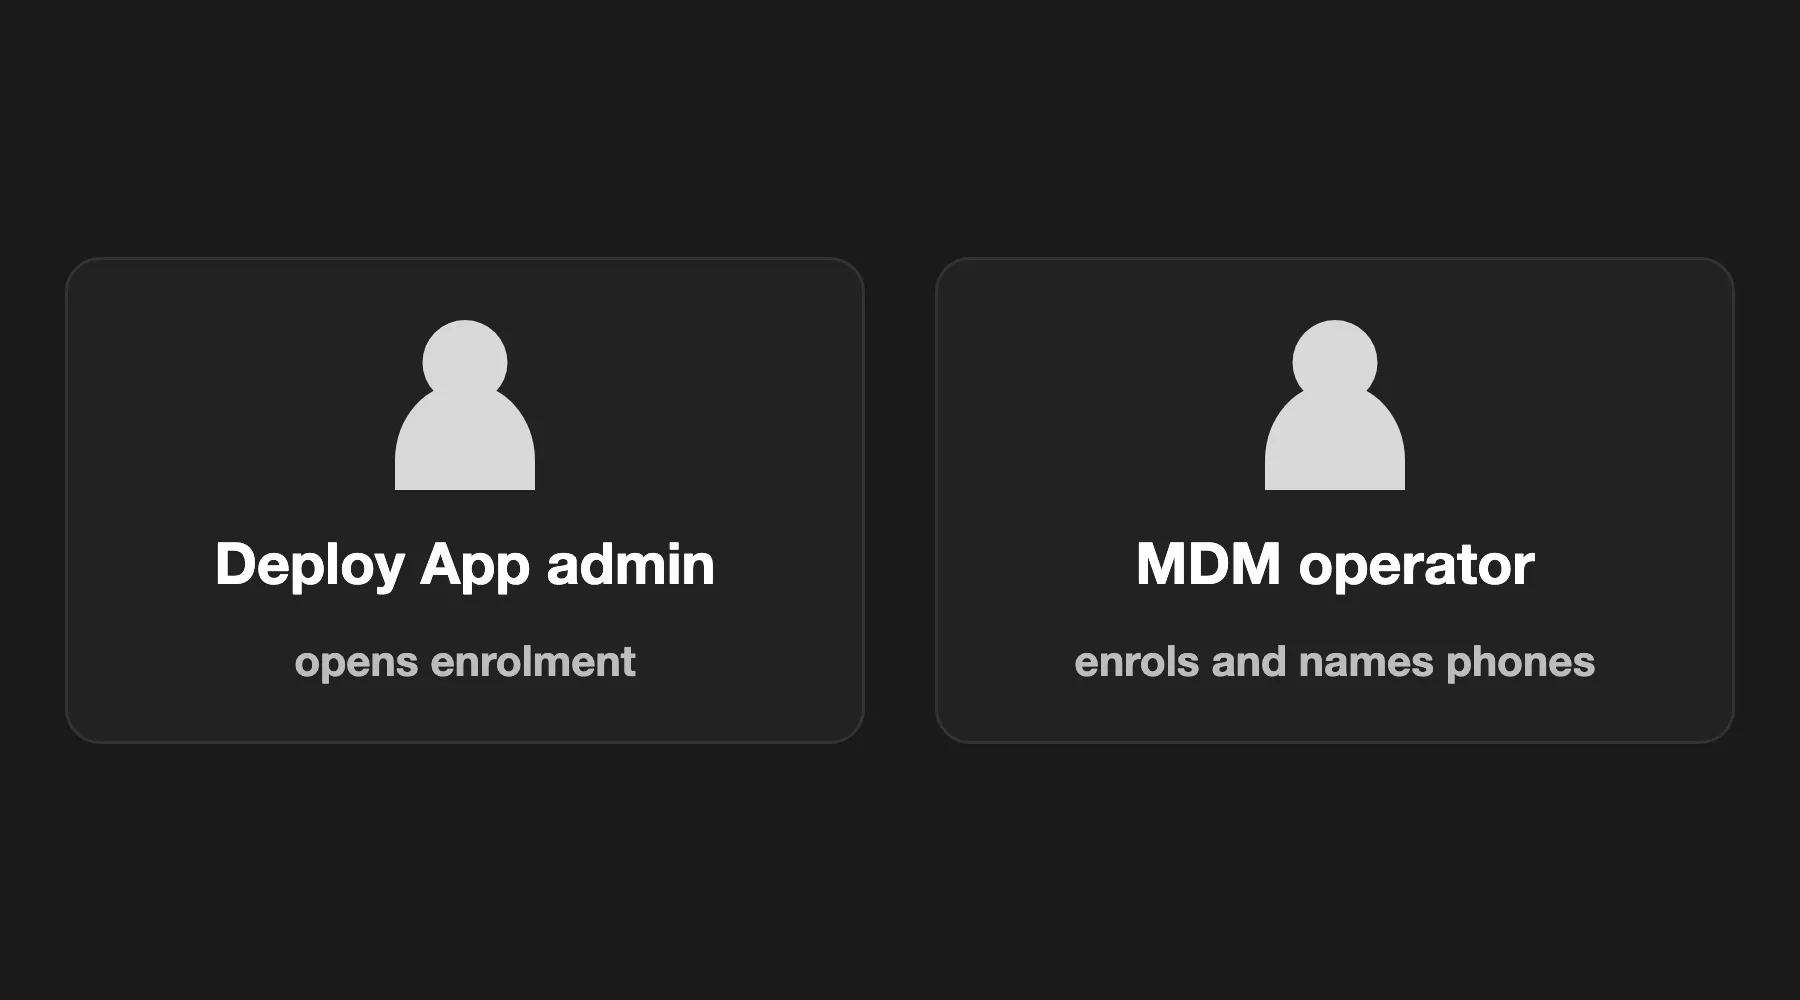 Deploy App admin
opens enrolment
MDM operator
enrols and names phones